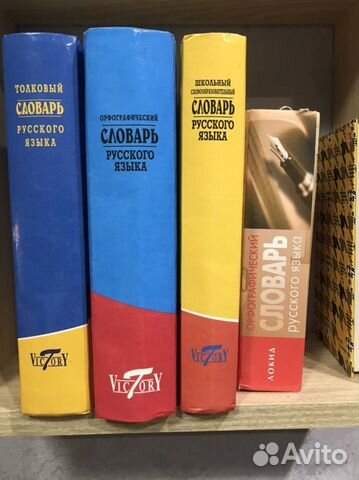 ТОЛКОВЫЙ
СЛОВАРЬ
РУССКОГО
ЯЗЫКА
VICTORY
ОРФОГРАФИЧЕСКИЙ
СЛОВАРЬ
РУССКОГО
ЯЗЫКА
VICTORY
ШКОЛЬНЫЙ
СЛОВООБРАЗОВАТЕЛЬНЫЙ
СЛОВАРЬ
РУССКОГО
ЯЗЫКА
VICTORY
ОРФОГРАФИЧЕСКИЙ
СЛОВАРЬ
русского языка
ЛОКИД
Avito